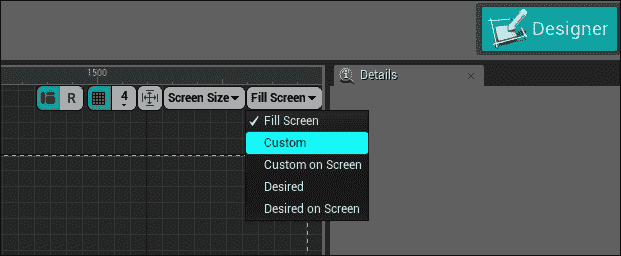 Designer
1500
Details
R
4
Screen Size
Fill Screen
Fill Screen
Custom
Custom on Screen
Desired
Desired on Screen